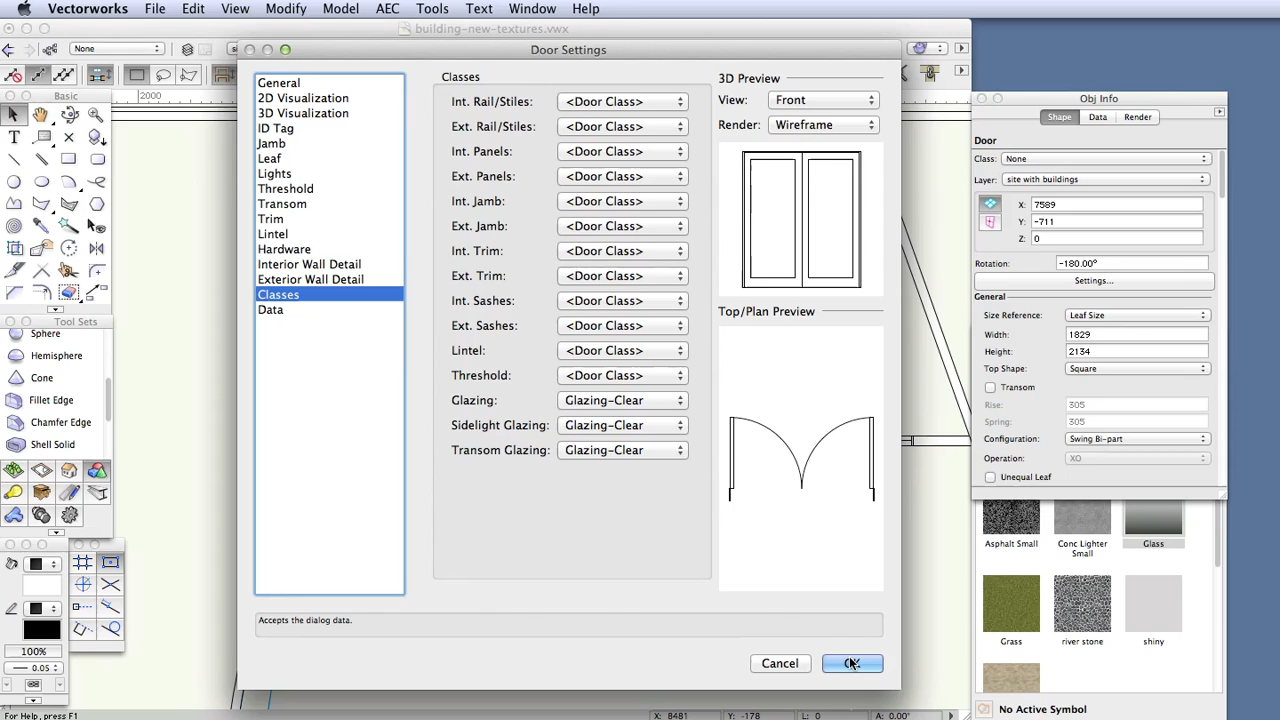 Vectorworks File Edit View Modify Model AEC Tools Text Window Help
building-new-textures.vwx
None
Door Settings
2000
Basic
General
2D Visualization
3D Visualization
ID Tag
Jamb
Leaf
Lights
Threshold
Transom
Trim
Lintel
Hardware
Interior Wall Detail
Exterior Wall Detail
Classes
Data
Classes
Int. Rail/Stiles: <Door Class>
Ext. Rail/Stiles: <Door Class>
Int. Panels: <Door Class>
Ext. Panels: <Door Class>
Int. Jamb: <Door Class>
Ext. Jamb: <Door Class>
Int. Trim: <Door Class>
Ext. Trim: <Door Class>
Int. Sashes: <Door Class>
Ext. Sashes: <Door Class>
Lintel: <Door Class>
Threshold: <Door Class>
Glazing: Glazing-Clear
Sidelight Glazing: Glazing-Clear
Transom Glazing: Glazing-Clear
3D Preview
View: Front
Render: Wireframe
Top/Plan Preview
Accepts the dialog data.
Cancel
Tool Sets
Sphere
Hemisphere
Cone
Fillet Edge
Chamfer Edge
Shell Solid
100%
0.05
For Help, press F1
X: 8481 Y: -178 L: 0 A: 0.00°
Obj Info
Shape Data Render
Door
Class: None
Layer: site with buildings
X: 7589
Y: -711
Z: 0
Rotation: -180.00°
Settings...
General
Size Reference: Leaf Size
Width: 1829
Height: 2134
Top Shape: Square
Transom
Rise: 305
Spring: 305
Configuration: Swing Bi-part
Operation: XO
Unequal Leaf
Asphalt Small
Conc Lighter
Small
Glass
Grass
river stone
shiny
No Active Symbol